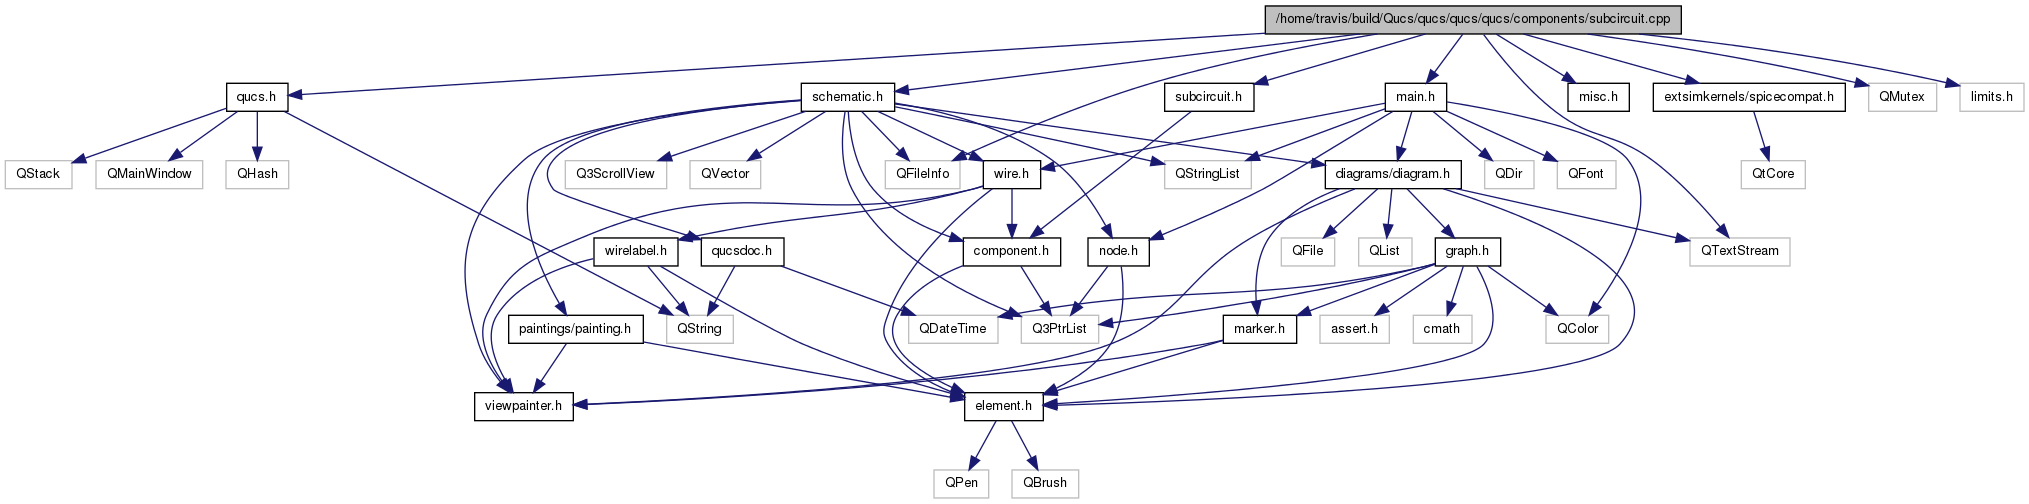 /home/travis/build/Qucs/qucs/qucs/qucs/components/subcircuit.cpp
qucs.h
schematic.h
subcircuit.h
main.h
misc.h
extsimkernels/spicecompat.h
QMutex
limits.h
QStack
QMainWindow
QHash
Q3ScrollView
QVector
QFileInfo
wire.h
QStringList
diagrams/diagram.h
QDir
QFont
QtCore
wirelabel.h
qucsdoc.h
component.h
node.h
QFile
QList
graph.h
QTextStream
paintings/painting.h
QString
QDateTime
Q3PtrList
marker.h
assert.h
cmath
QColor
viewpainter.h
element.h
QPen
QBrush